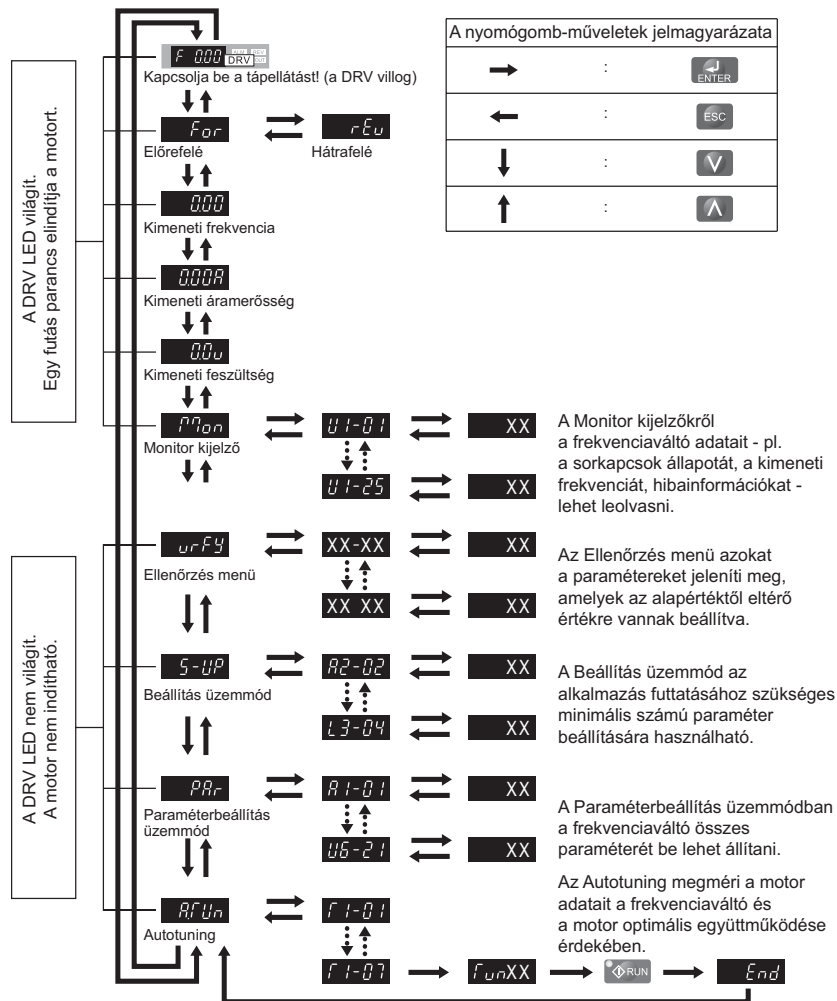 A nyomógomb-műveletek jelmagyarázata
: ENTER
: ESC
: V
: Λ
A DRV LED világít.
Egy futás parancs elindítja a motort.
F 0.00 ALM REV DRV OUT
Kapcsolja be a tápellátást! (a DRV villog)
For
rEv
Előrefelé
Hátrafelé
0.00
Kimeneti frekvencia
0.00A
Kimeneti áramerősség
0.0v
Kimeneti feszültség
Mon
U1-01
XX
Monitor kijelző
U1-25
XX
A Monitor kijelzőkről
a frekvenciaváltó adatait - pl.
a sorkapcsok állapotát, a kimeneti
frekvenciát, hibainformációkat -
lehet leolvasni.
A DRV LED nem világít.
A motor nem indítható.
vrFY
XX-XX
XX
Ellenőrzés menü
XX XX
XX
Az Ellenőrzés menü azokat
a paramétereket jeleníti meg,
amelyek az alapértéktől eltérő
értékre vannak beállítva.
S-UP
A2-02
XX
Beállítás üzemmód
L3-04
XX
A Beállítás üzemmód az
alkalmazás futtatásához szükséges
minimális számú paraméter
beállítására használható.
PAr
A1-01
XX
Paraméterbeállítás
üzemmód
U6-21
XX
A Paraméterbeállítás üzemmódban
a frekvenciaváltó összes
paraméterét be lehet állítani.
A.TUn
T1-01
Autotuning
T1-07
TunXX
RUN
End
Az Autotuning megméri a motor
adatait a frekvenciaváltó és
a motor optimális együttműködése
érdekében.